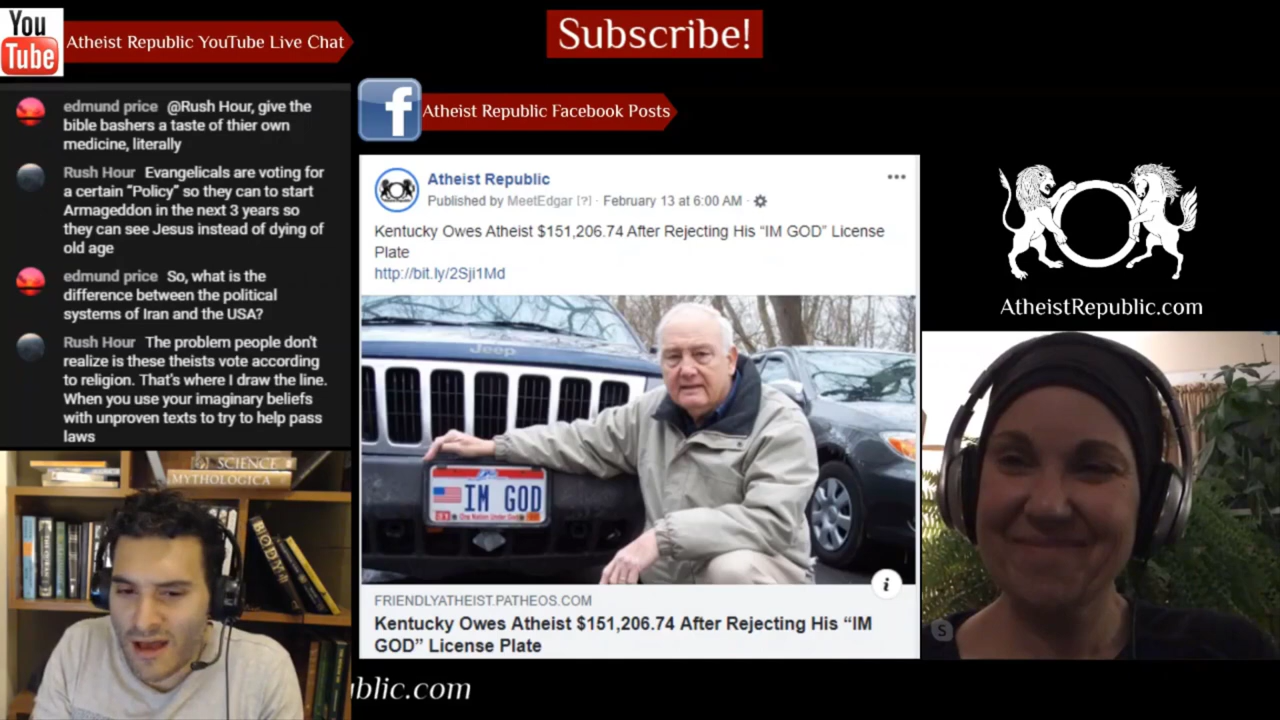 You
Tube
Atheist Republic YouTube Live Chat
Subscribe!
edmund price @Rush Hour, give the
bible bashers a taste of thier own
medicine, literally
Rush Hour Evangelicals are voting for
a certain “Policy” so they can to start
Armageddon in the next 3 years so
they can see Jesus instead of dying of
old age
edmund price So, what is the
difference between the political
systems of Iran and the USA?
Rush Hour The problem people don't
realize is these theists vote according
to religion. That's where I draw the line.
When you use your imaginary beliefs
with unproven texts to try to help pass
laws
f
Atheist Republic Facebook Posts
Atheist Republic
Published by MeetEdgar [?] · February 13 at 6:00 AM ·
Kentucky Owes Atheist $151,206.74 After Rejecting His “IM GOD” License
Plate
http://bit.ly/2Sji1Md
Jeep
IM GOD
One Nation Under God
i
FRIENDLYATHEIST.PATHEOS.COM
Kentucky Owes Atheist $151,206.74 After Rejecting His “IM
GOD” License Plate
AtheistRepublic.com
S
SCIENCE
MYTHOLOGICA
BODY
blic.com